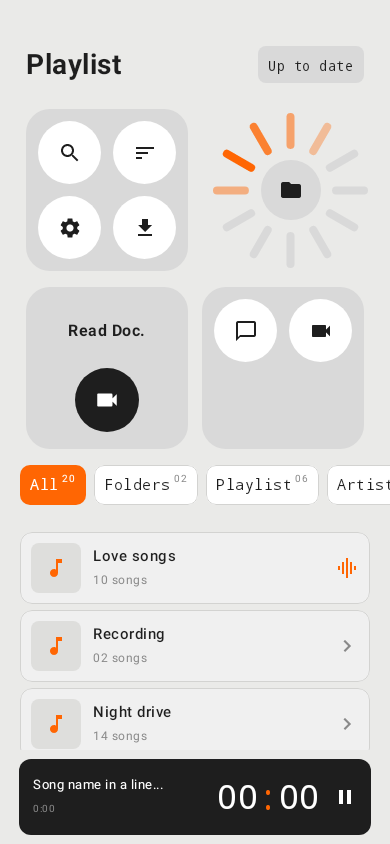 Playlist
Up to date
Read Doc.
All 20
Folders 02
Playlist 06
Artist
Love songs
10 songs
Recording
02 songs
Night drive
14 songs
Song name in a line...
0:00
00:00